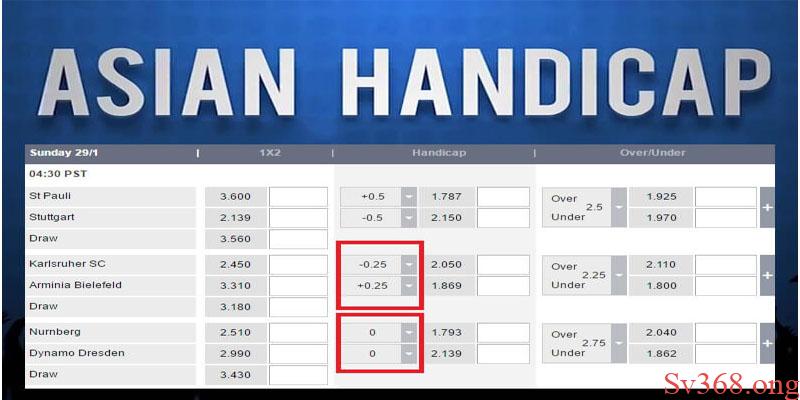 ASIAN HANDICAP
Sunday 29/1 | 1X2 | Handicap | Over/Under
04:30 PST
St Pauli 3.600 +0.5 1.787 Over 2.5 1.925
Stuttgart 2.139 -0.5 2.150 Under 1.970
Draw 3.560
Karlsruher SC 2.450 -0.25 2.050 Over 2.25 2.110
Arminia Bielefeld 3.310 +0.25 1.869 Under 1.800
Draw 3.180
Nurnberg 2.510 0 1.793 Over 2.75 2.040
Dynamo Dresden 2.990 0 2.139 Under 1.862
Draw 3.430
Sv368.ong